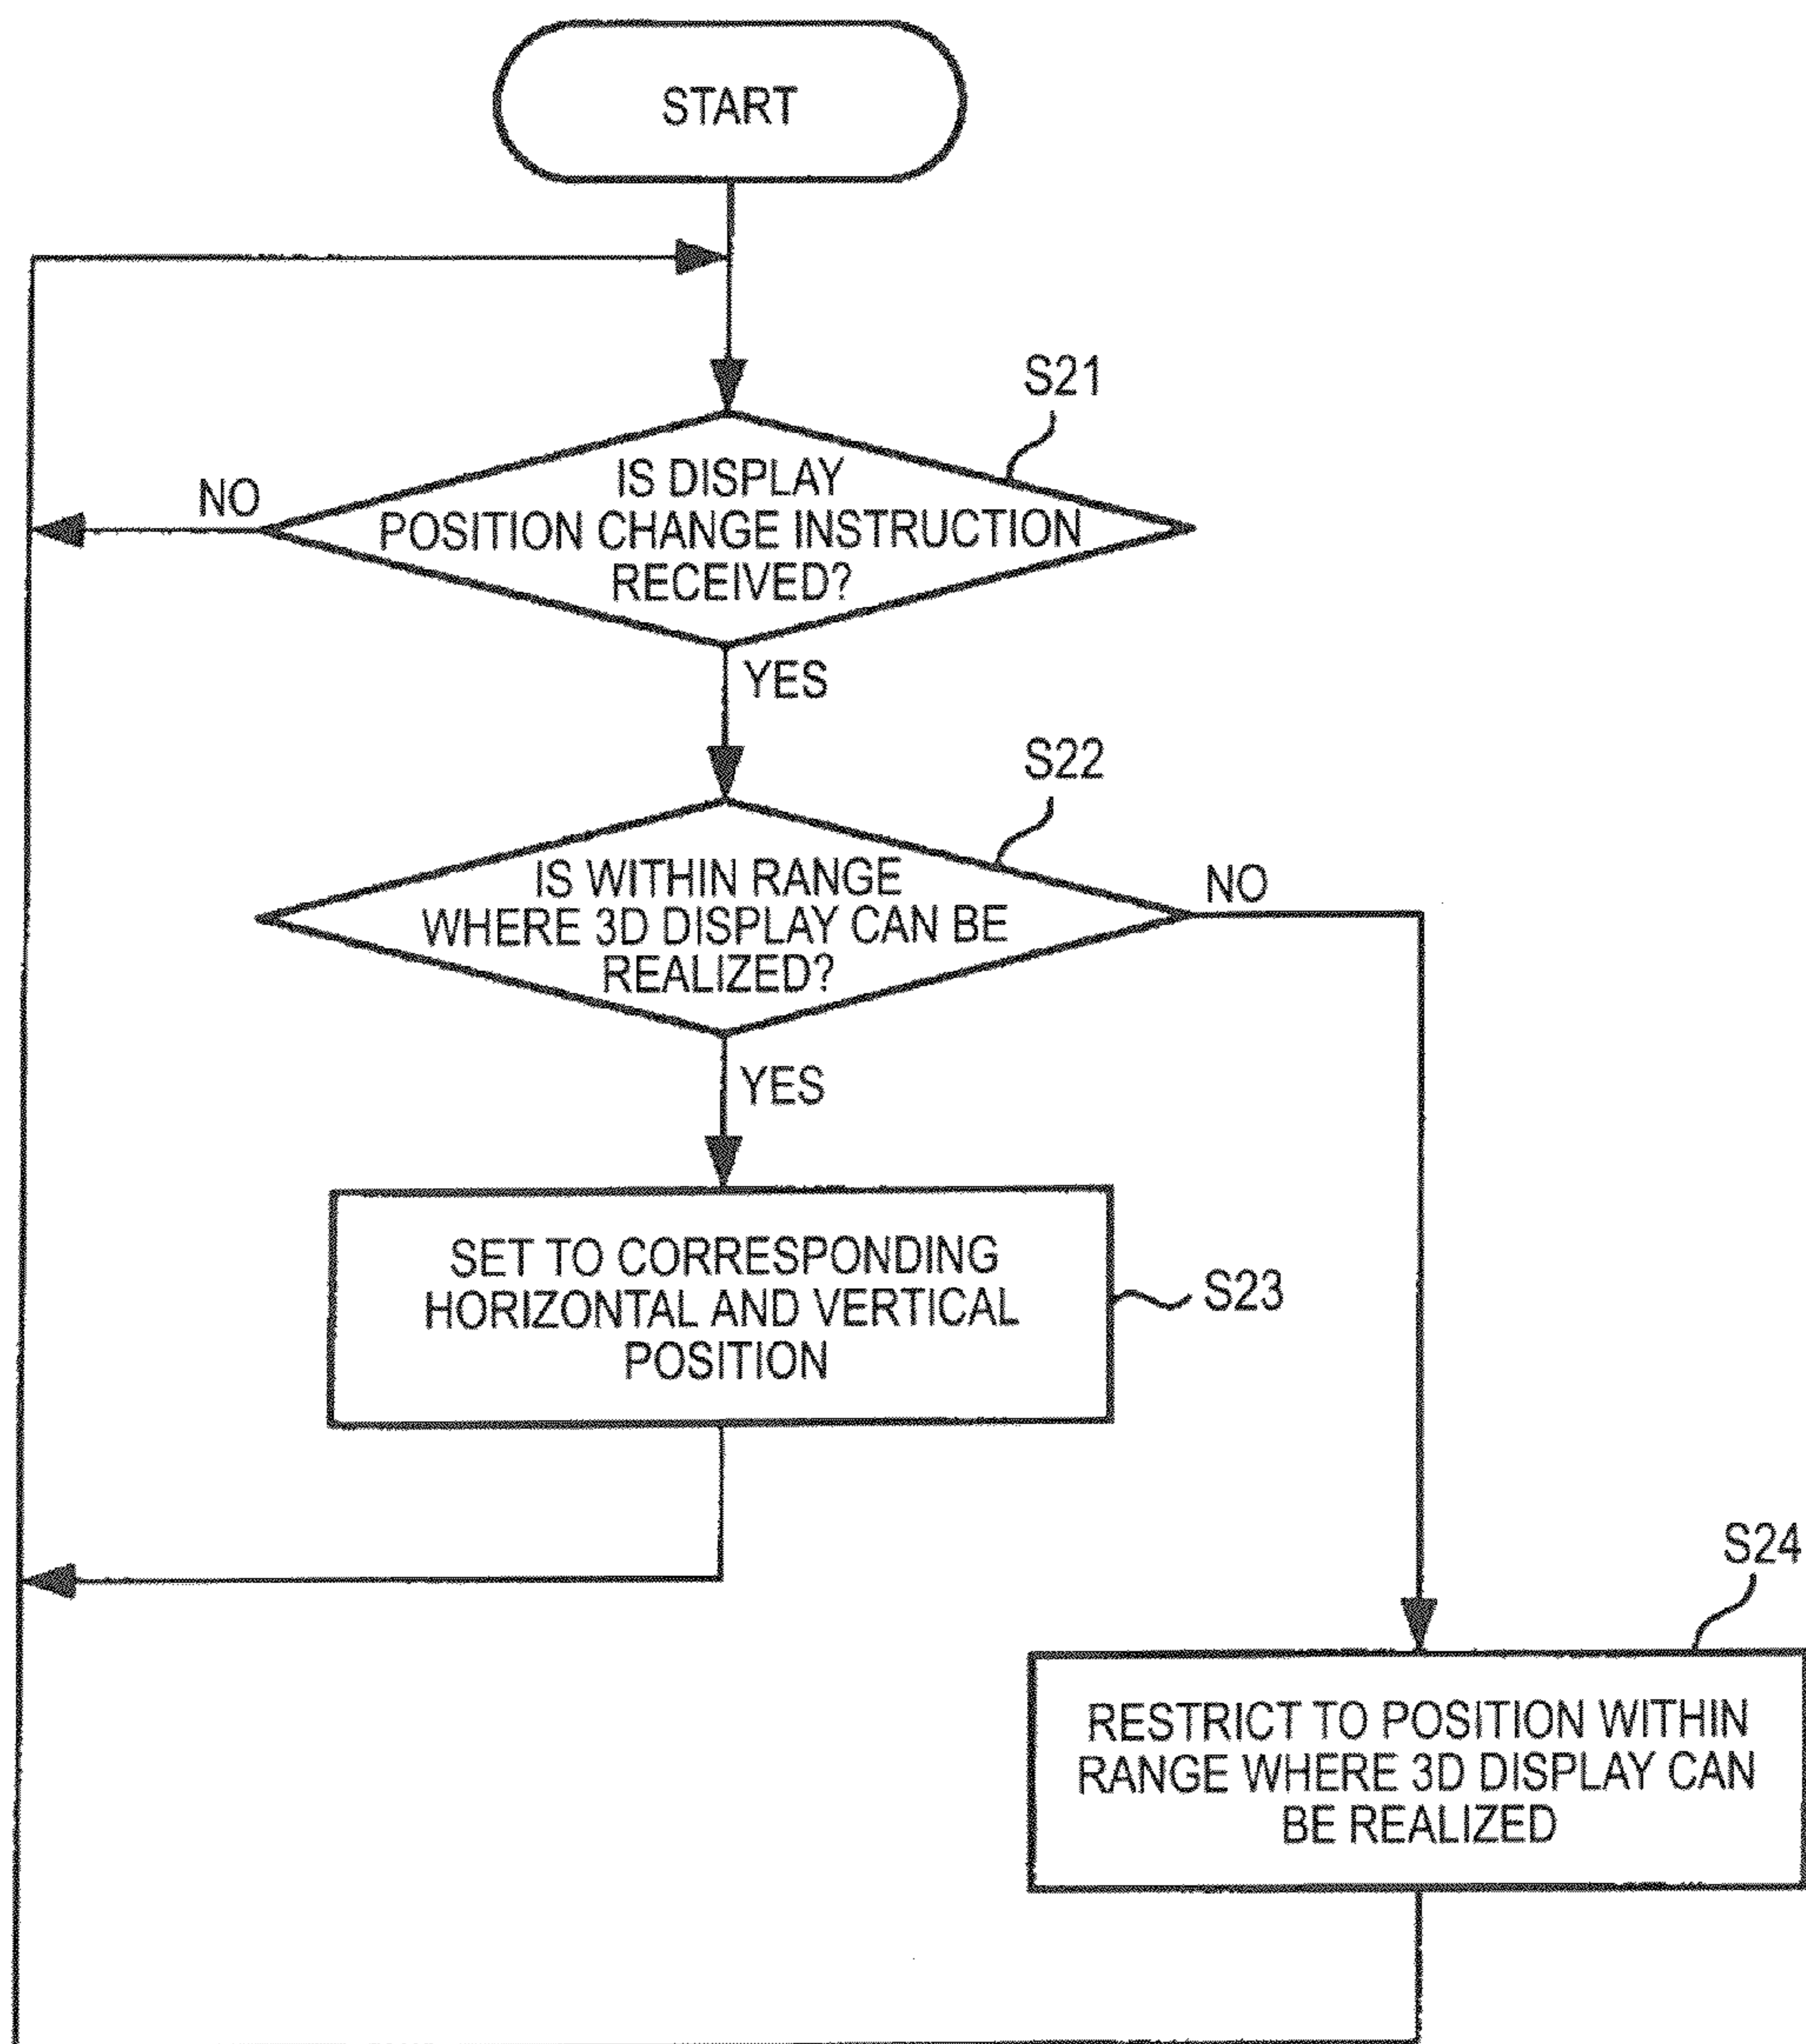 START
S21
IS DISPLAY
POSITION CHANGE INSTRUCTION
RECEIVED?
NO
YES
S22
IS WITHIN RANGE
WHERE 3D DISPLAY CAN BE
REALIZED?
NO
YES
SET TO CORRESPONDING
HORIZONTAL AND VERTICAL
POSITION
S23
S24
RESTRICT TO POSITION WITHIN
RANGE WHERE 3D DISPLAY CAN
BE REALIZED